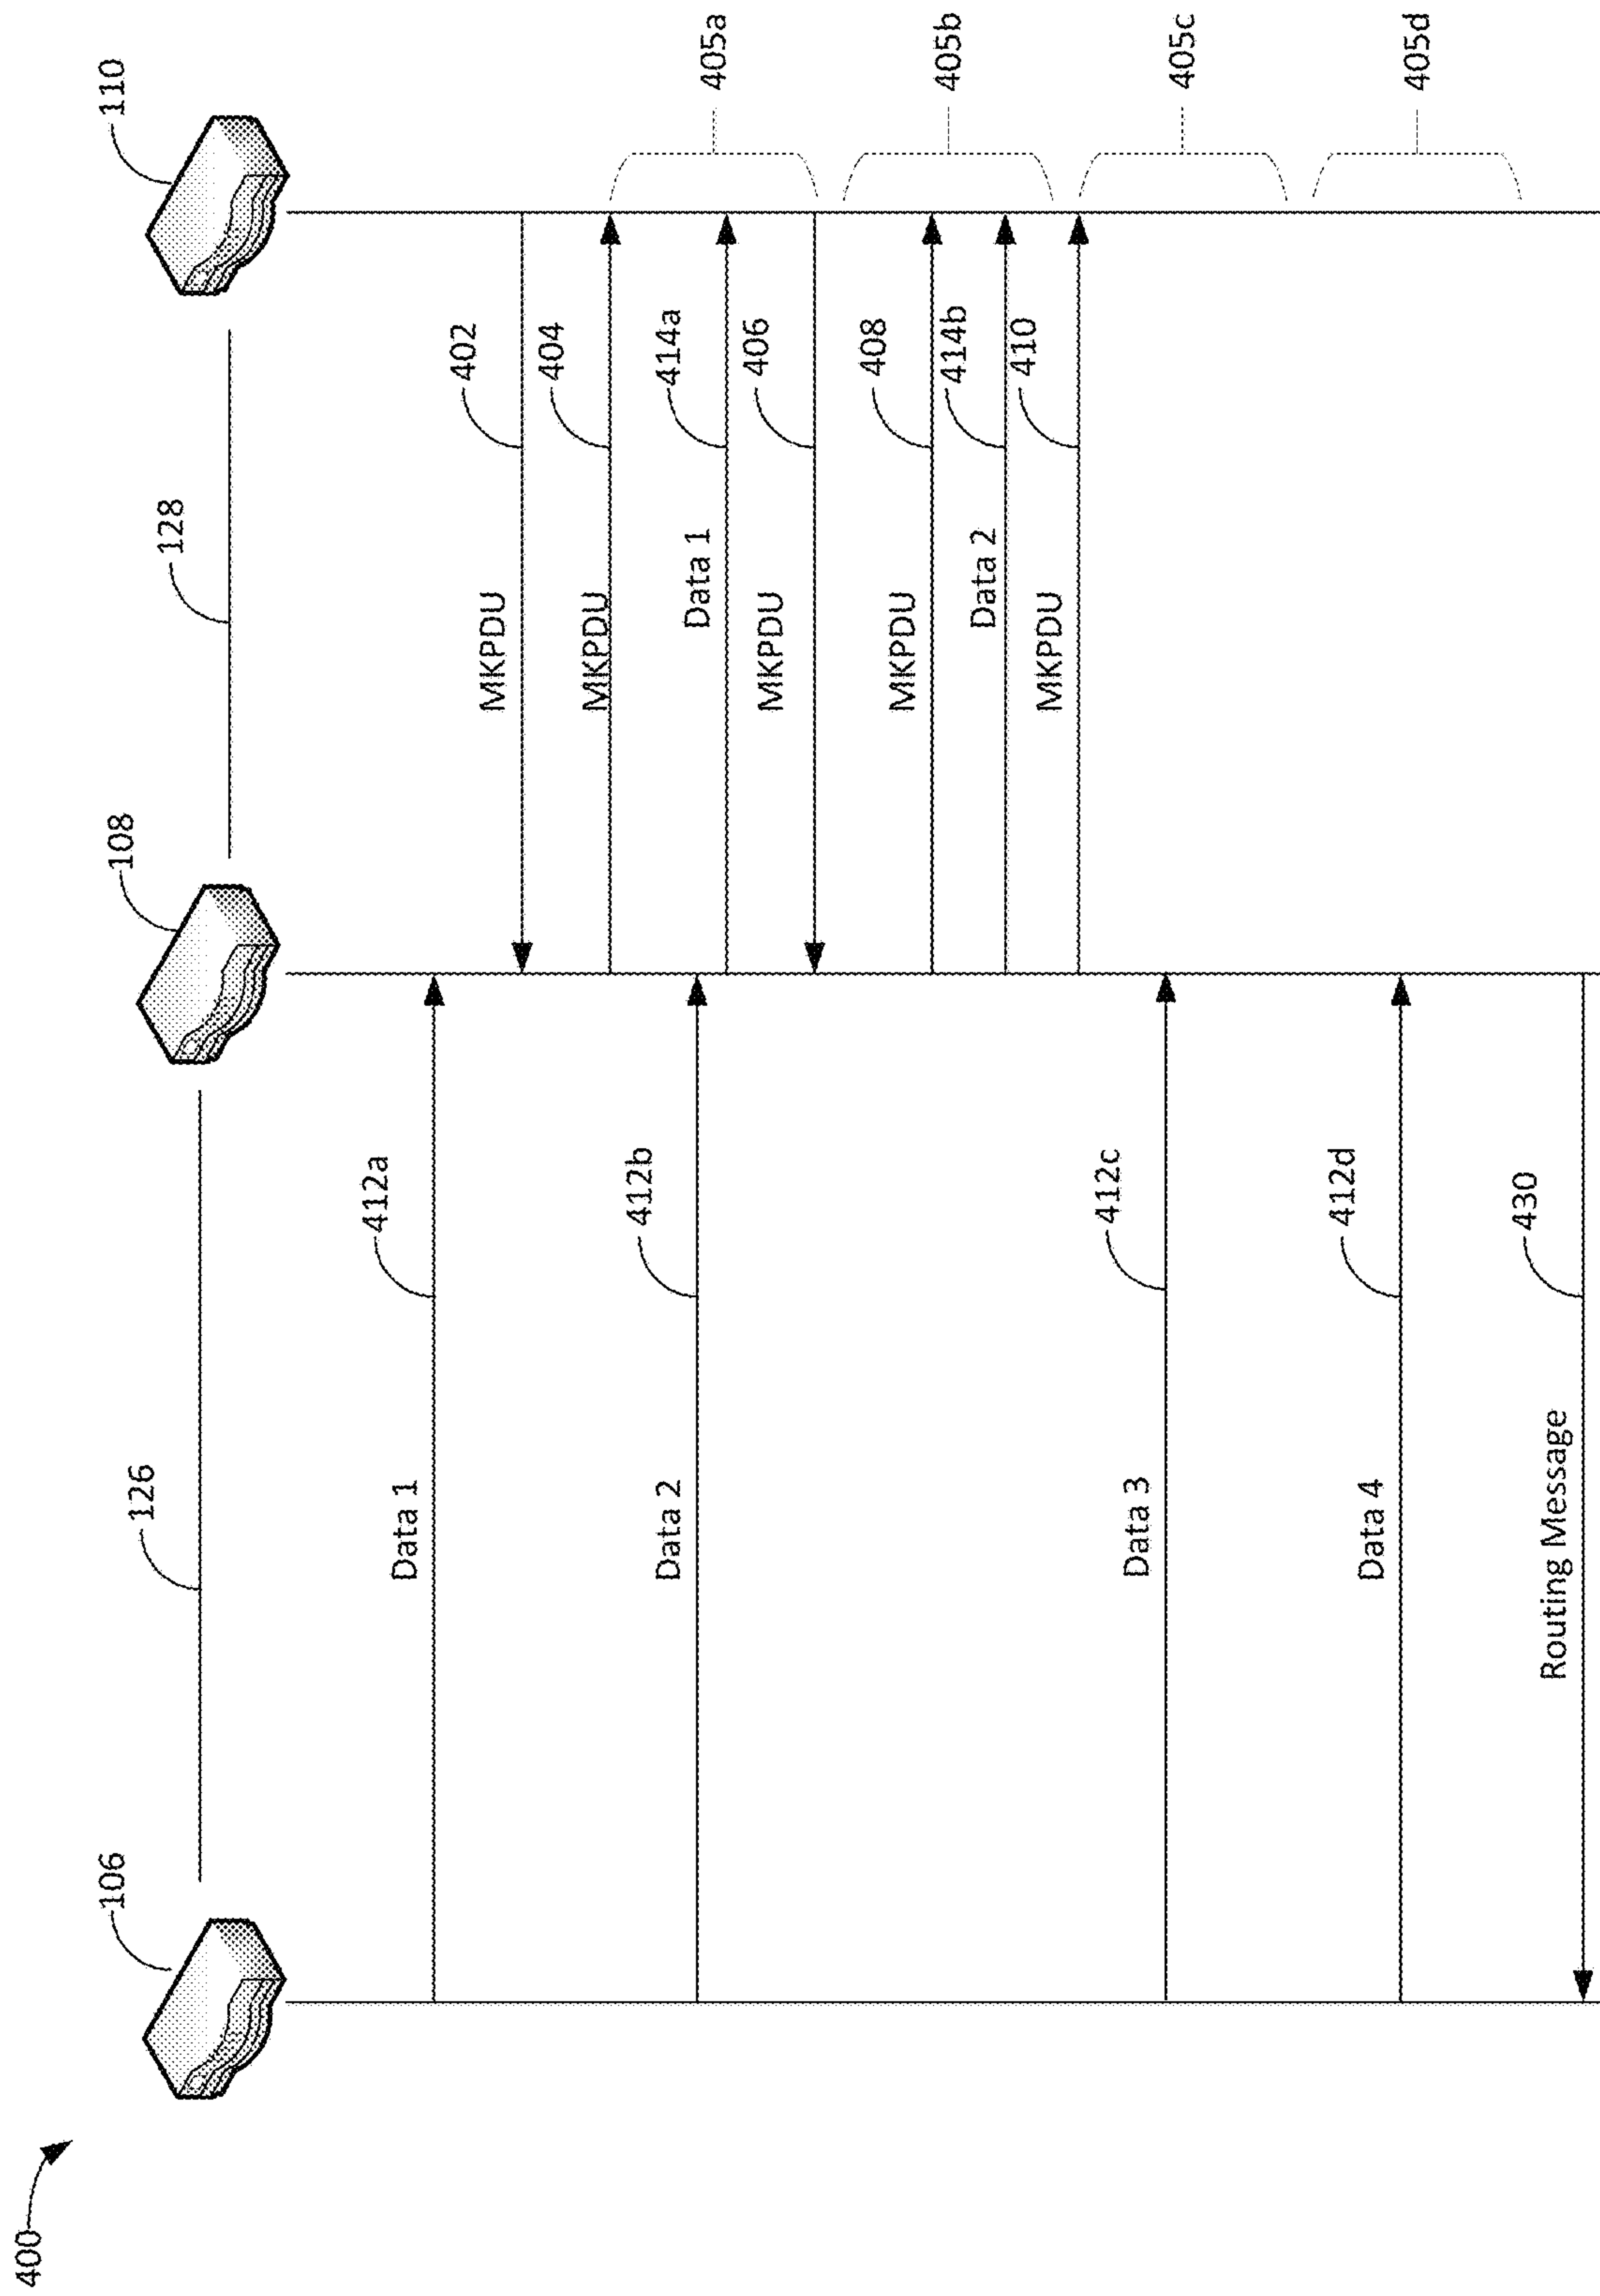 400
106
126
108
128
110
Data 1
412a
MKPDU
402
MKPDU
404
405a
Data 2
412b
Data 1
414a
MKPDU
406
MKPDU
408
405b
Data 2
414b
MKPDU
410
Data 3
412c
405c
Data 4
412d
405d
Routing Message
430